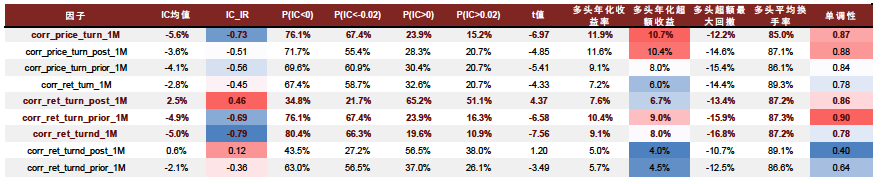 因子 IC均值 IC_IR P(IC<0) P(IC<-0.02) P(IC>0) P(IC>0.02) t值 多头年化收益率 多头年化超额收益 多头超额最大回撤 多头平均换手率 单调性
corr_price_turn_1M -5.6% -0.73 76.1% 67.4% 23.9% 15.2% -6.97 11.9% 10.7% -12.2% 85.0% 0.87
corr_price_turn_post_1M -3.6% -0.51 71.7% 55.4% 28.3% 20.7% -4.85 11.6% 10.4% -14.6% 87.1% 0.88
corr_price_turn_prior_1M -4.1% -0.56 69.6% 60.9% 30.4% 20.7% -5.41 9.1% 8.0% -15.4% 86.1% 0.84
corr_ret_turn_1M -2.8% -0.45 67.4% 58.7% 32.6% 20.7% -4.33 7.2% 6.0% -14.4% 89.3% 0.78
corr_ret_turn_post_1M 2.5% 0.46 34.8% 21.7% 65.2% 51.1% 4.37 7.6% 6.7% -13.4% 87.2% 0.86
corr_ret_turn_prior_1M -4.9% -0.69 76.1% 67.4% 23.9% 16.3% -6.58 10.4% 9.0% -15.9% 87.3% 0.90
corr_ret_turnd_1M -5.0% -0.79 80.4% 66.3% 19.6% 10.9% -7.56 9.1% 8.0% -16.8% 87.2% 0.78
corr_ret_turnd_post_1M 0.6% 0.12 43.5% 27.2% 56.5% 38.0% 1.20 5.0% 4.0% -10.7% 89.1% 0.40
corr_ret_turnd_prior_1M -2.1% -0.36 63.0% 56.5% 37.0% 26.1% -3.49 5.7% 4.5% -12.5% 86.6% 0.64